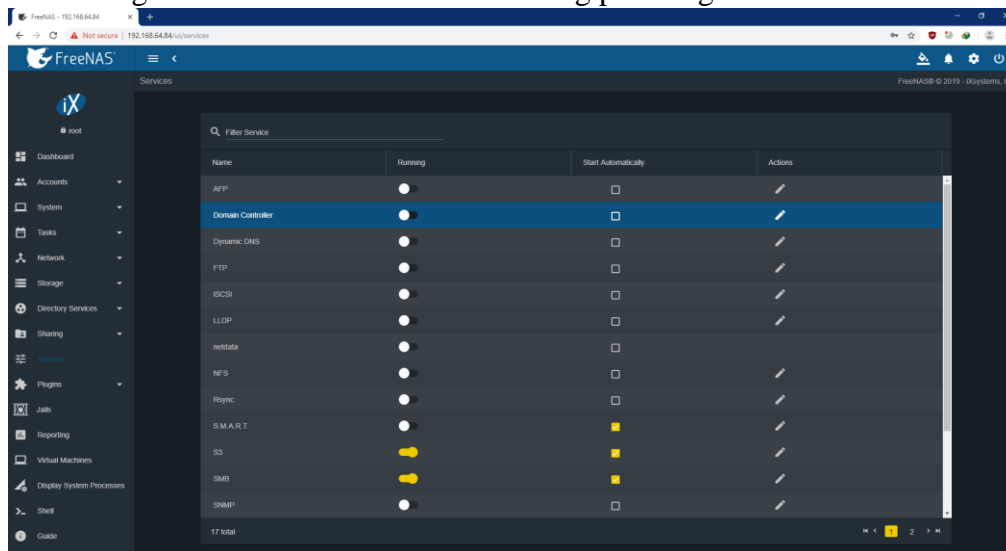 FreeNAS - 192.168.64.84
Not secure | 192.168.64.84/ui/services
FreeNAS
Services
FreeNAS® © 2019 - iXsystems, I
iX
root
Dashboard
Accounts
System
Tasks
Network
Storage
Directory Services
Sharing
Services
Plugins
Jails
Reporting
Virtual Machines
Display System Processes
Shell
Guide
Filter Service
Name Running Start Automatically Actions
AFP
Domain Controller
Dynamic DNS
FTP
iSCSI
LLDP
netdata
NFS
Rsync
S.M.A.R.T.
S3
SMB
SNMP
17 total
1 2